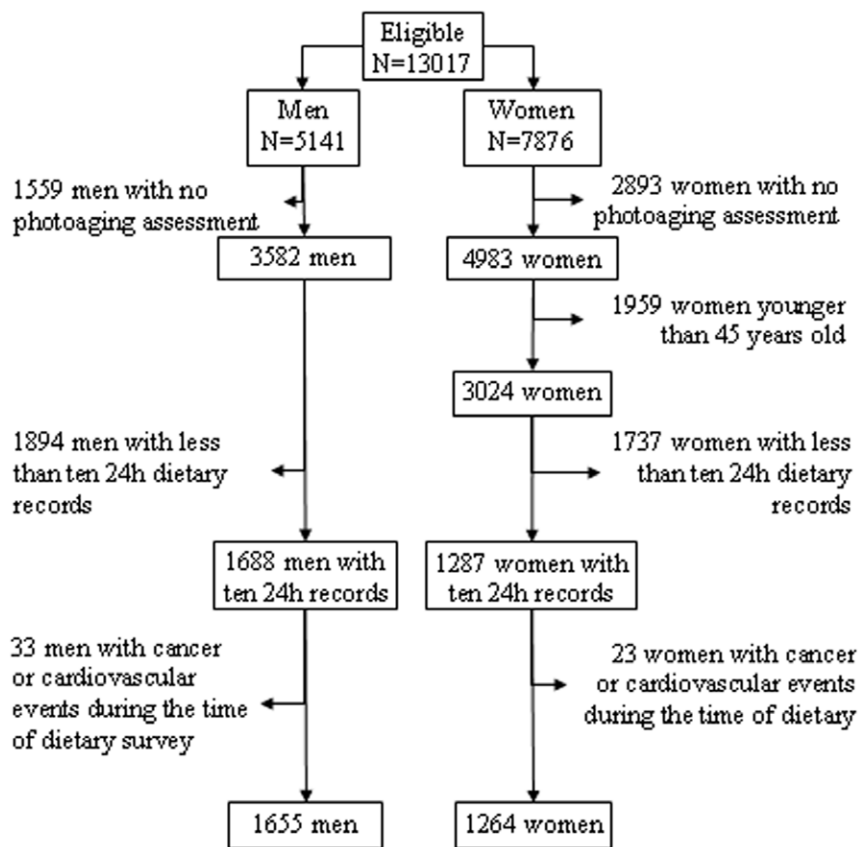 Eligible
N=13017
Men
N=5141
Women
N=7876
1559 men with no
photoaging assessment
2893 women with no
photoaging assessment
3582 men
4983 women
1959 women younger
than 45 years old
3024 women
1894 men with less
than ten 24h dietary
records
1737 women with less
than ten 24h dietary
records
1688 men with
ten 24h records
1287 women with
ten 24h records
33 men with cancer
or cardiovascular
events during the time
of dietary survey
23 women with cancer
or cardiovascular events
during the time of dietary
1655 men
1264 women